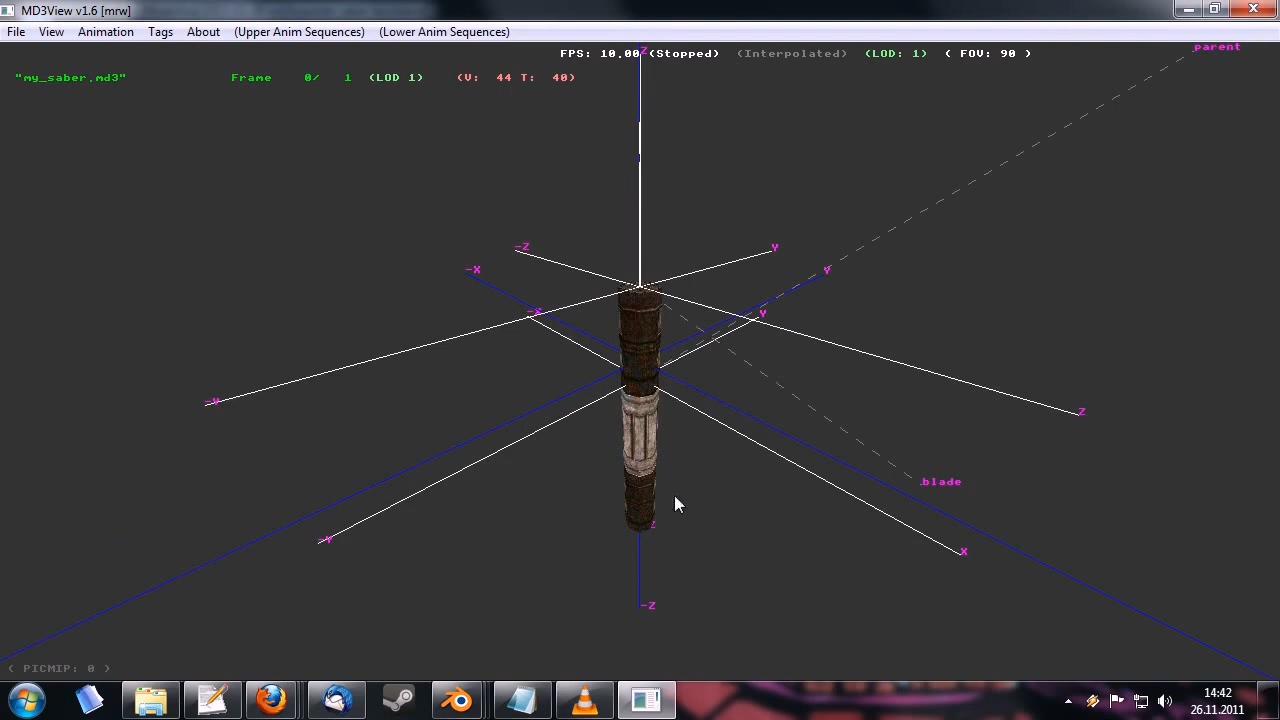 MD3View v1.6 [mrw]
File View Animation Tags About (Upper Anim Sequences) (Lower Anim Sequences)
FPS: 10.00 (Stopped) (Interpolated) (LOD: 1) ( FOV: 90 )
parent
"my_saber.md3" Frame 0/ 1 (LOD 1) (V: 44 T: 40)
Z
-Z Y
-X Y
-X Y
-Y Z
blade
Z
-Y X
-Z
( PICMIP: 0 )
14:42
26.11.2011